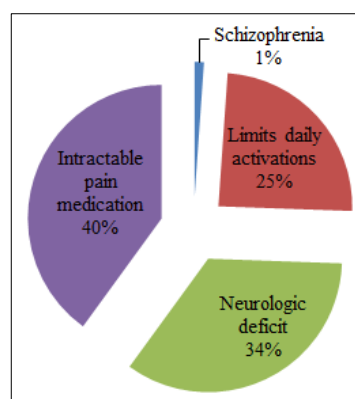 Schizophrenia
1%
Limits daily
activations
25%
Intractable
pain
medication
40%
Neurologic
deficit
34%